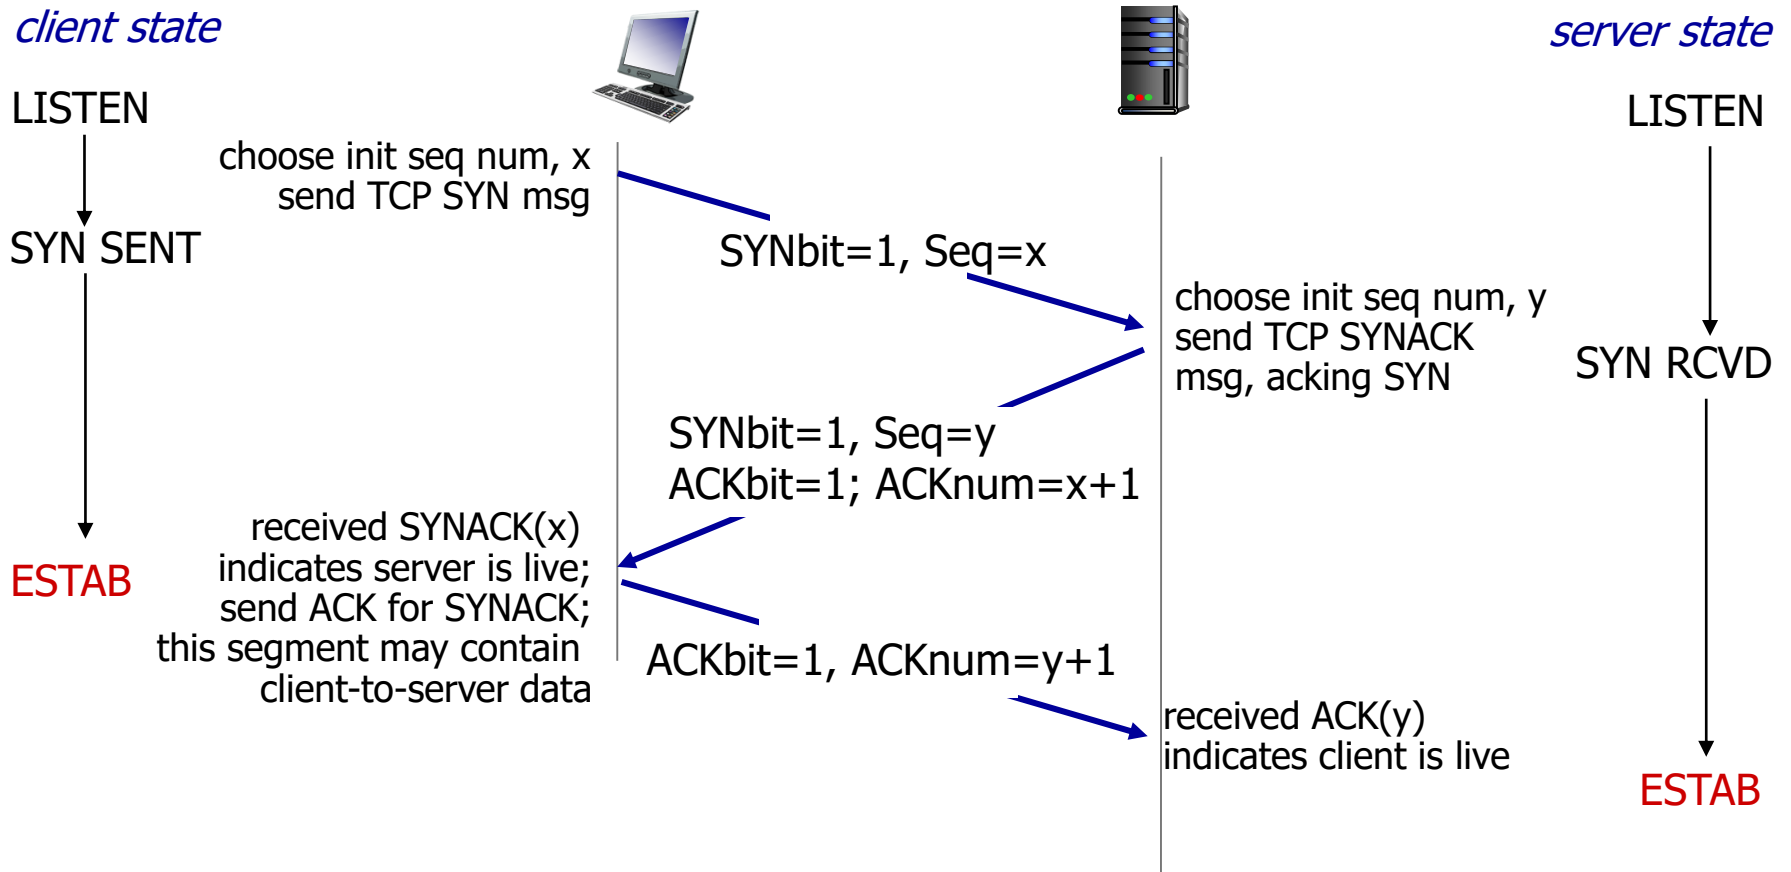 client state
server state
LISTEN
LISTEN
choose init seq num, x
send TCP SYN msg
SYN SENT
SYNbit=1, Seq=x
choose init seq num, y
send TCP SYNACK
msg, acking SYN
SYN RCVD
SYNbit=1, Seq=y
ACKbit=1; ACKnum=x+1
received SYNACK(x)
indicates server is live;
send ACK for SYNACK;
this segment may contain
client-to-server data
ESTAB
ACKbit=1, ACKnum=y+1
received ACK(y)
indicates client is live
ESTAB